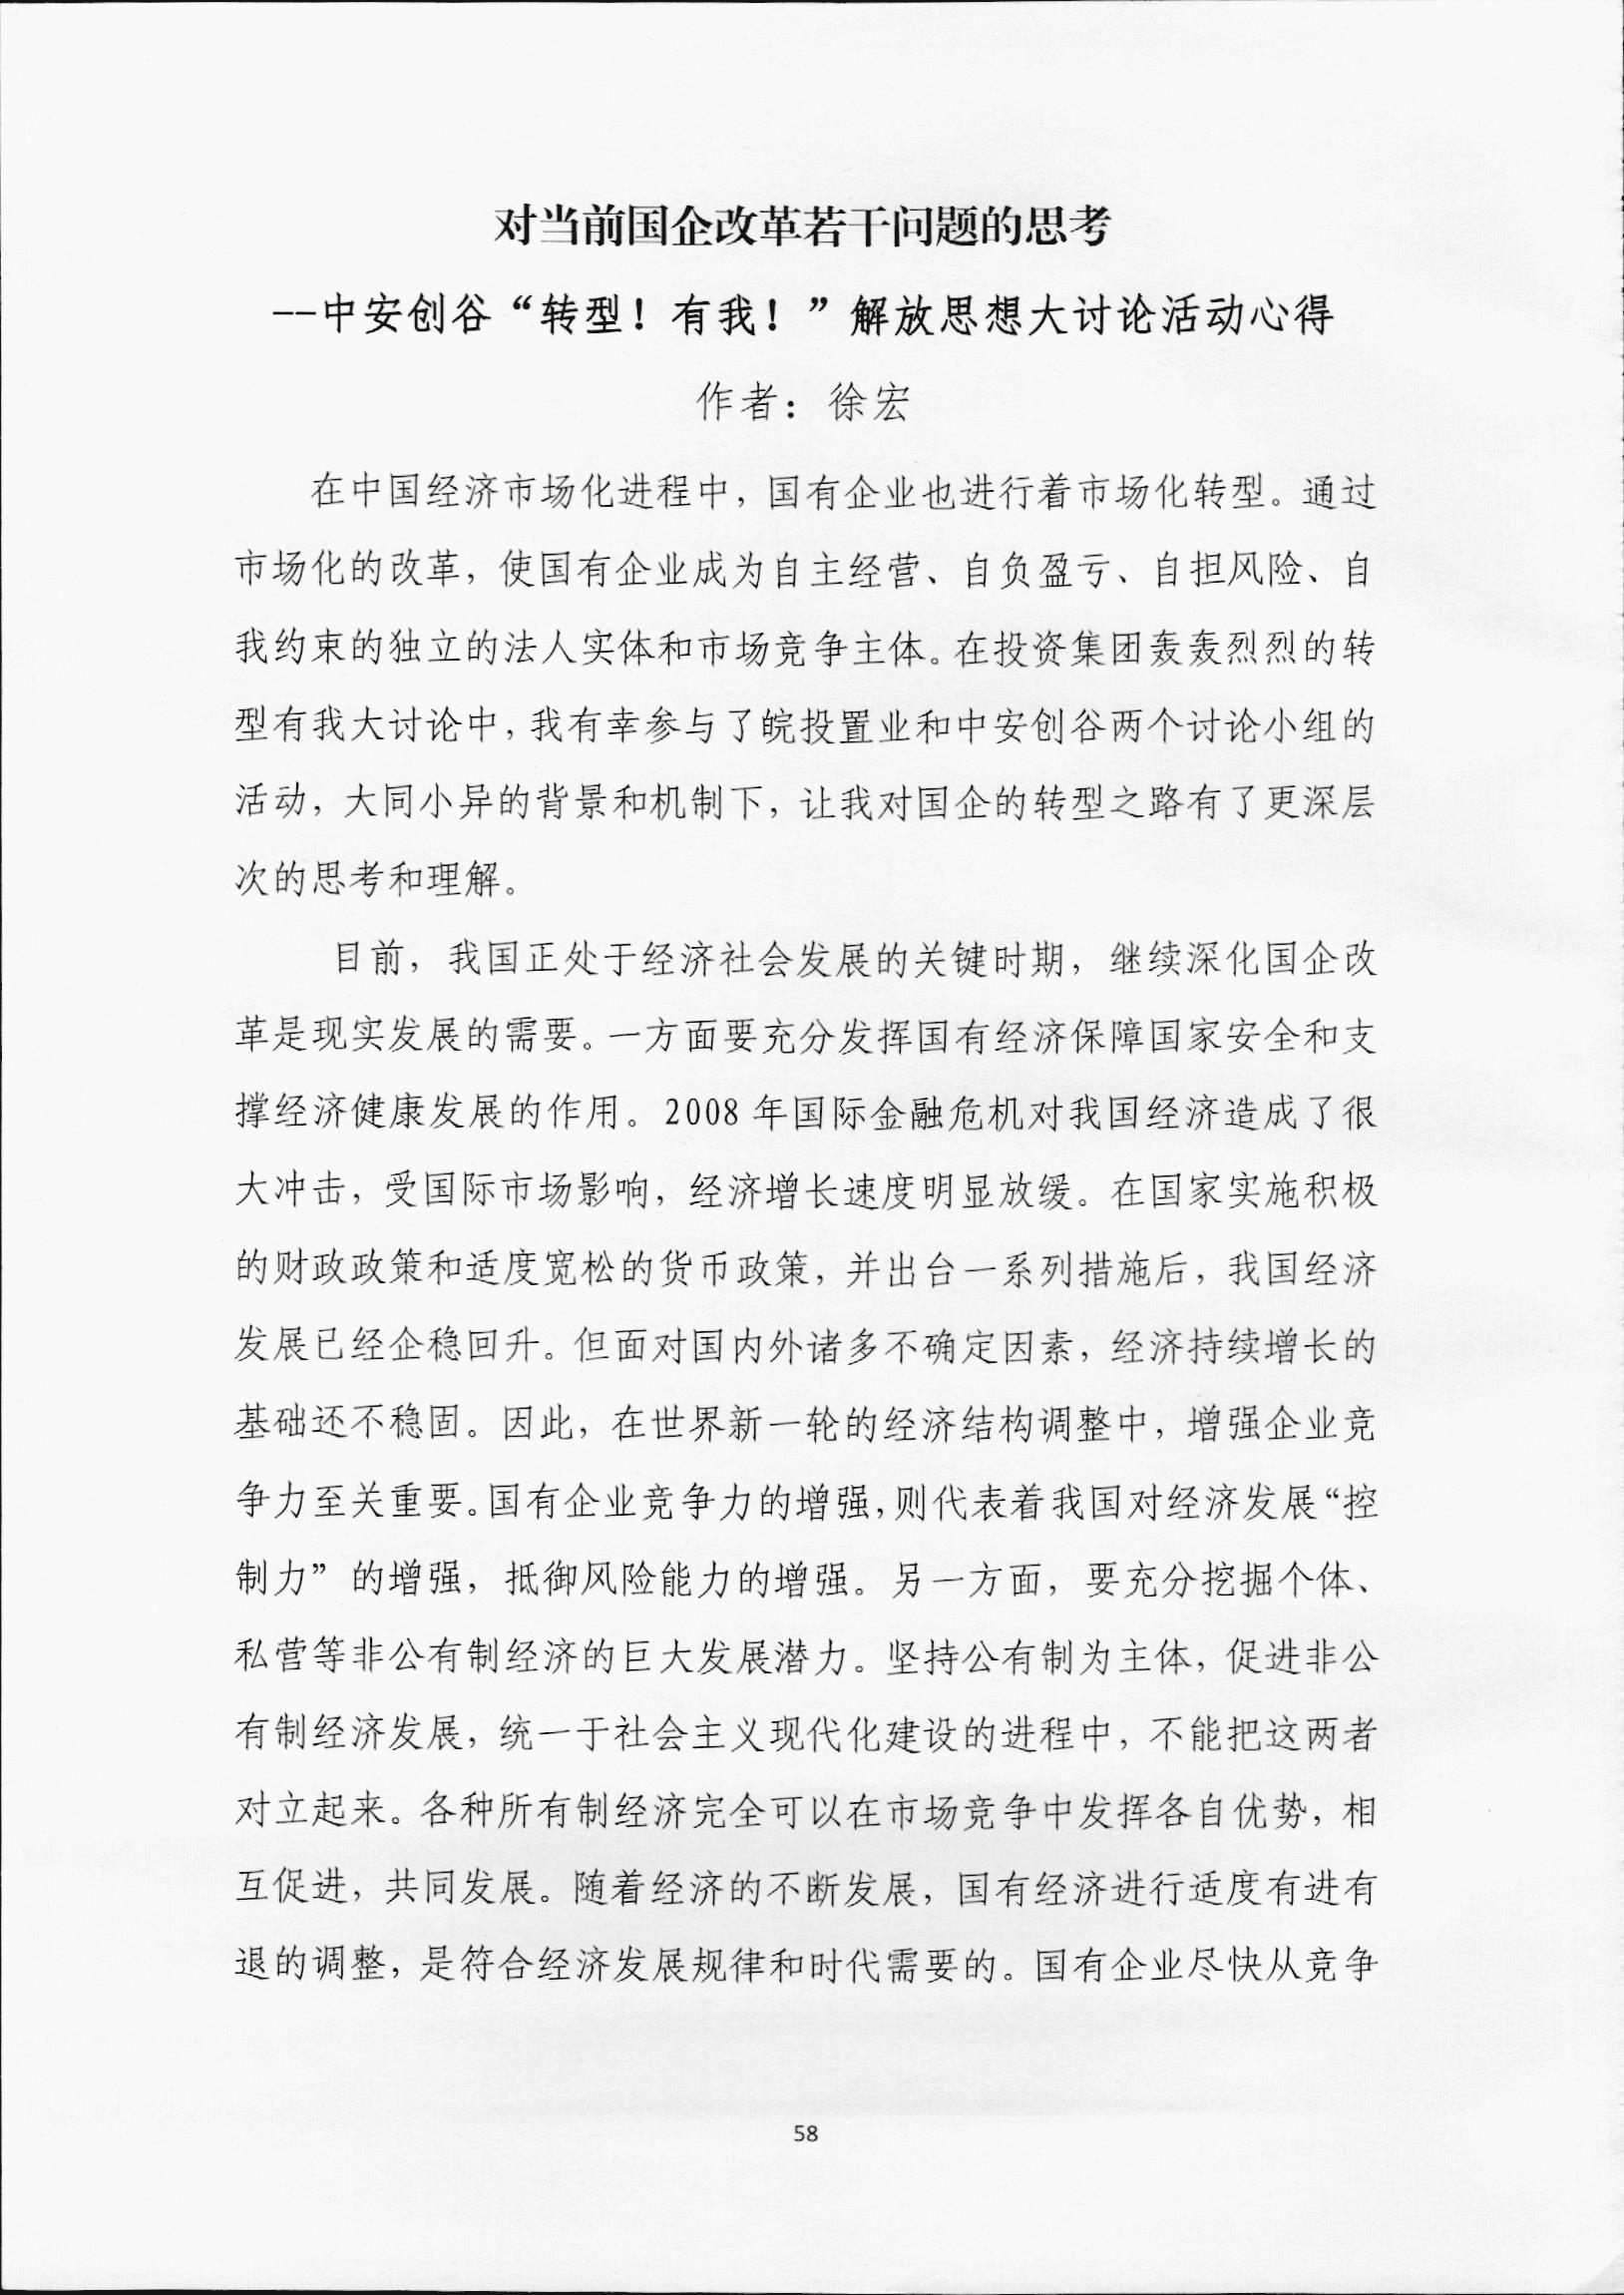 对当前国企改革若干问题的思考
--中安创谷“转型！有我！”解放思想大讨论活动心得
作者：徐宏
在中国经济市场化进程中，国有企业也进行着市场化转型。通过
市场化的改革，使国有企业成为自主经营、自负盈亏、自担风险、自
我约束的独立的法人实体和市场竞争主体。在投资集团轰轰烈烈的转
型有我大讨论中，我有幸参与了皖投置业和中安创谷两个讨论小组的
活动，大同小异的背景和机制下，让我对国企的转型之路有了更深层
次的思考和理解。
目前，我国正处于经济社会发展的关键时期，继续深化国企改
革是现实发展的需要。一方面要充分发挥国有经济保障国家安全和支
撑经济健康发展的作用。2008 年国际金融危机对我国经济造成了很
大冲击，受国际市场影响，经济增长速度明显放缓。在国家实施积极
的财政政策和适度宽松的货币政策，并出台一系列措施后，我国经济
发展已经企稳回升。但面对国内外诸多不确定因素，经济持续增长的
基础还不稳固。因此，在世界新一轮的经济结构调整中，增强企业竞
争力至关重要。国有企业竞争力的增强，则代表着我国对经济发展“控
制力”的增强，抵御风险能力的增强。另一方面，要充分挖掘个体、
私营等非公有制经济的巨大发展潜力。坚持公有制为主体，促进非公
有制经济发展，统一于社会主义现代化建设的进程中，不能把这两者
对立起来。各种所有制经济完全可以在市场竞争中发挥各自优势，相
互促进，共同发展。随着经济的不断发展，国有经济进行适度有进有
退的调整，是符合经济发展规律和时代需要的。国有企业尽快从竞争
58